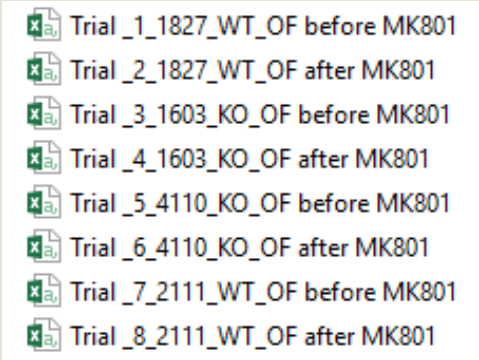 Trial _1_1827_WT_OF before MK801
Trial _2_1827_WT_OF after MK801
Trial _3_1603_KO_OF before MK801
Trial _4_1603_KO_OF after MK801
Trial _5_4110_KO_OF before MK801
Trial _6_4110_KO_OF after MK801
Trial _7_2111_WT_OF before MK801
Trial _8_2111_WT_OF after MK801